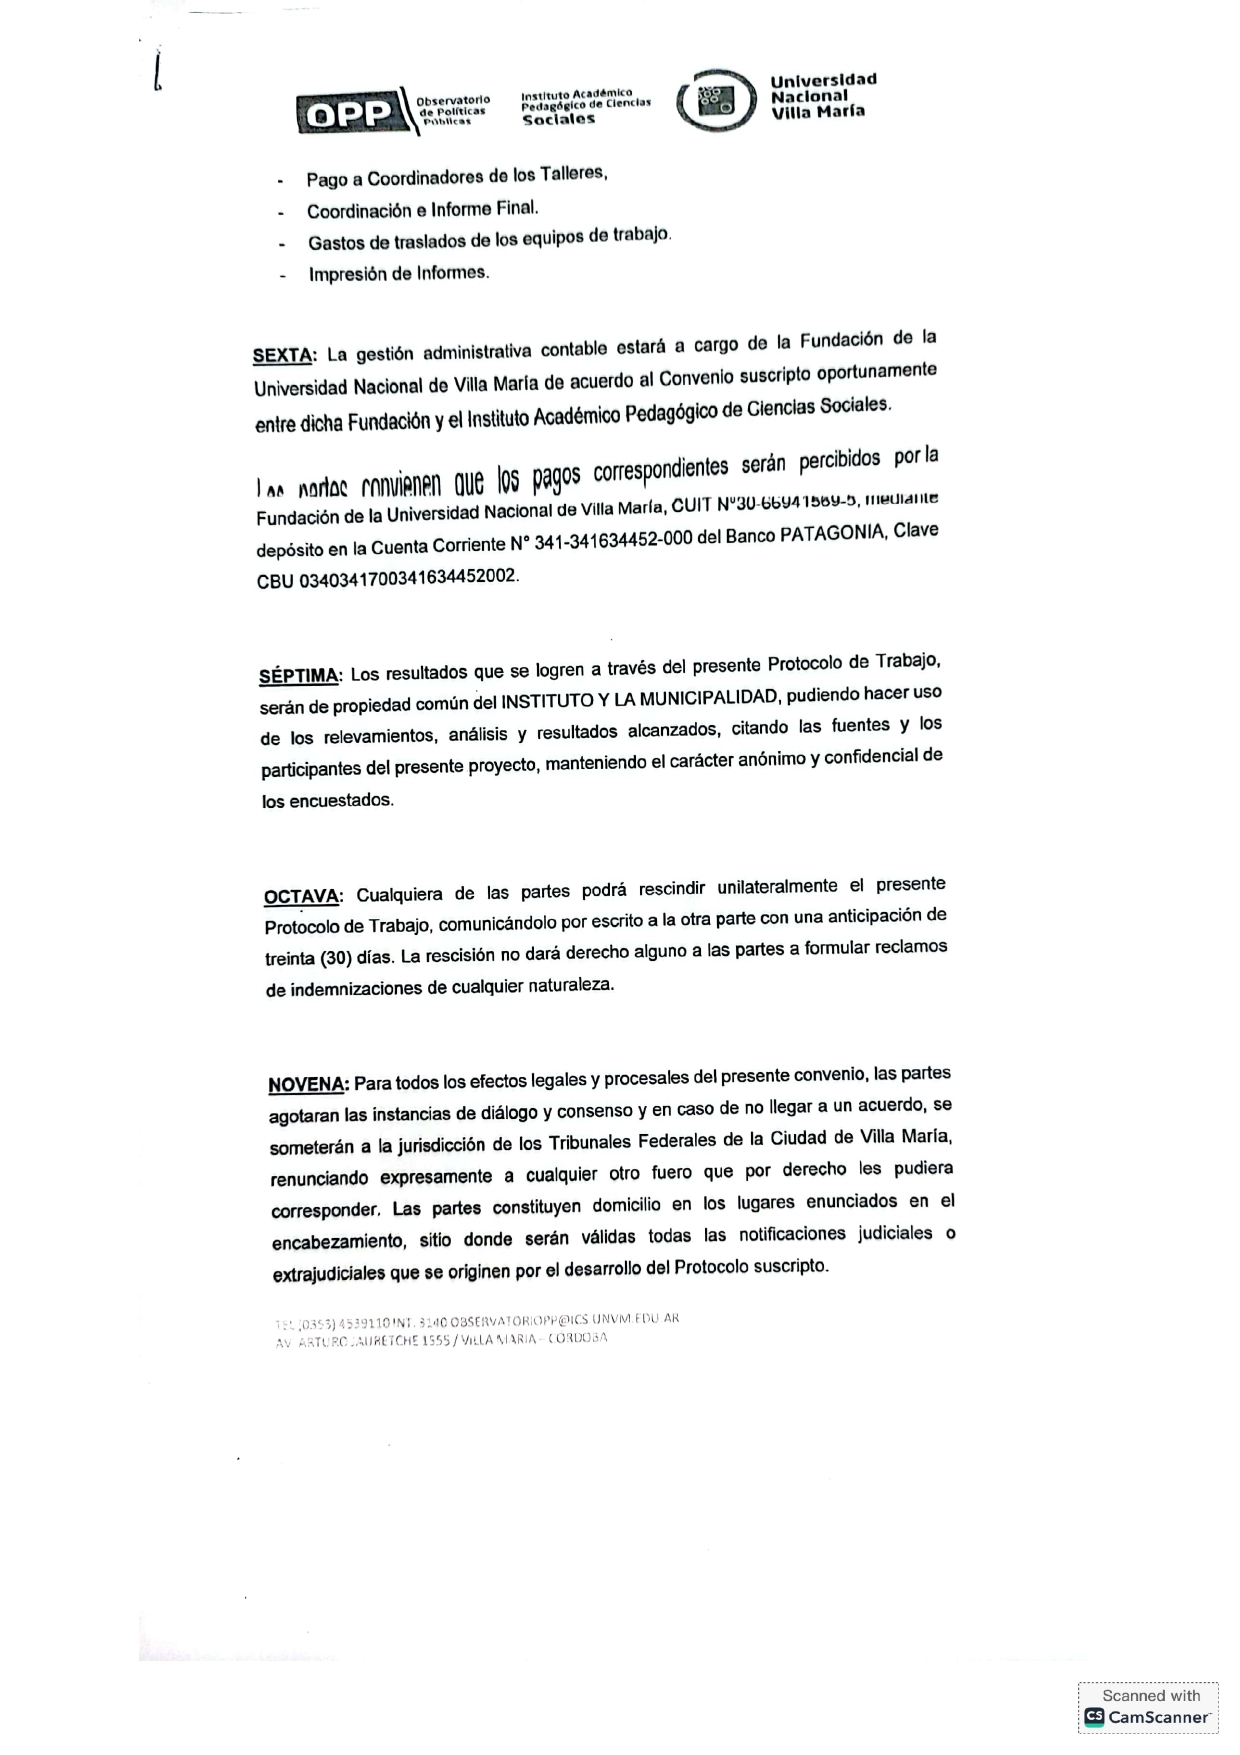 OPP Observatorio de Políticas Públicas
Instituto Académico Pedagógico de Ciencias Sociales
Universidad Nacional Villa María
- Pago a Coordinadores de los Talleres,
- Coordinación e Informe Final.
- Gastos de traslados de los equipos de trabajo.
- Impresión de Informes.
SEXTA: La gestión administrativa contable estará a cargo de la Fundación de la
Universidad Nacional de Villa María de acuerdo al Convenio suscripto oportunamente
entre dicha Fundación y el Instituto Académico Pedagógico de Ciencias Sociales.
Las partes convienen que los pagos correspondientes serán percibidos por la
Fundación de la Universidad Nacional de Villa María, CUIT Nº30-66941569-5, mediante
depósito en la Cuenta Corriente N° 341-341634452-000 del Banco PATAGONIA, Clave
CBU 0340341700341634452002.
SÉPTIMA: Los resultados que se logren a través del presente Protocolo de Trabajo,
serán de propiedad común del INSTITUTO Y LA MUNICIPALIDAD, pudiendo hacer uso
de los relevamientos, análisis y resultados alcanzados, citando las fuentes y los
participantes del presente proyecto, manteniendo el carácter anónimo y confidencial de
los encuestados.
OCTAVA: Cualquiera de las partes podrá rescindir unilateralmente el presente
Protocolo de Trabajo, comunicándolo por escrito a la otra parte con una anticipación de
treinta (30) días. La rescisión no dará derecho alguno a las partes a formular reclamos
de indemnizaciones de cualquier naturaleza.
NOVENA: Para todos los efectos legales y procesales del presente convenio, las partes
agotaran las instancias de diálogo y consenso y en caso de no llegar a un acuerdo, se
someterán a la jurisdicción de los Tribunales Federales de la Ciudad de Villa María,
renunciando expresamente a cualquier otro fuero que por derecho les pudiera
corresponder. Las partes constituyen domicilio en los lugares enunciados en el
encabezamiento, sitio donde serán válidas todas las notificaciones judiciales o
extrajudiciales que se originen por el desarrollo del Protocolo suscripto.
TEL (0353) 4539110 INT. 3140 OBSERVATORIOPP@ICS.UNVM.EDU.AR
AV. ARTURO JAURETCHE 1555 / VILLA MARIA - CORDOBA
Scanned with
CS CamScanner